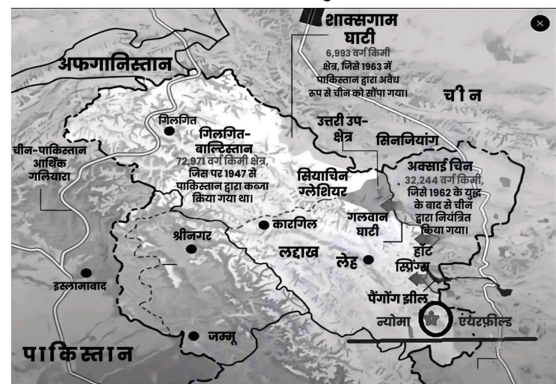 शाक्सगाम
घाटी
6,993 वर्ग किमी
क्षेत्र, जिसे 1963 में
पाकिस्तान द्वारा अवैध
रूप से चीन को सौंपा गया।
अफगानिस्तान
चीन
गिलगित
गिलगित-
बाल्टिस्तान
72,971 वर्ग किमी क्षेत्र,
जिस पर 1947 से
पाकिस्तान द्वारा कब्जा
किया गया था।
उत्तरी उप-
क्षेत्र
सिनजियांग
चीन-पाकिस्तान
आर्थिक
गलियारा
सियाचिन
ग्लेशियर
अक्साई चिन
32,244 वर्ग किमी,
जिसे 1962 के युद्ध
के बाद से चीन
द्वारा नियंत्रित
किया गया।
गलवान
घाटी
कारगिल
श्रीनगर
लद्दाख
लेह
हॉट
स्प्रिंग्स
इस्लामावाद
पैंगोंग झील
न्योमा
एयरफ़ील्ड
जम्मू
पाकिस्तान